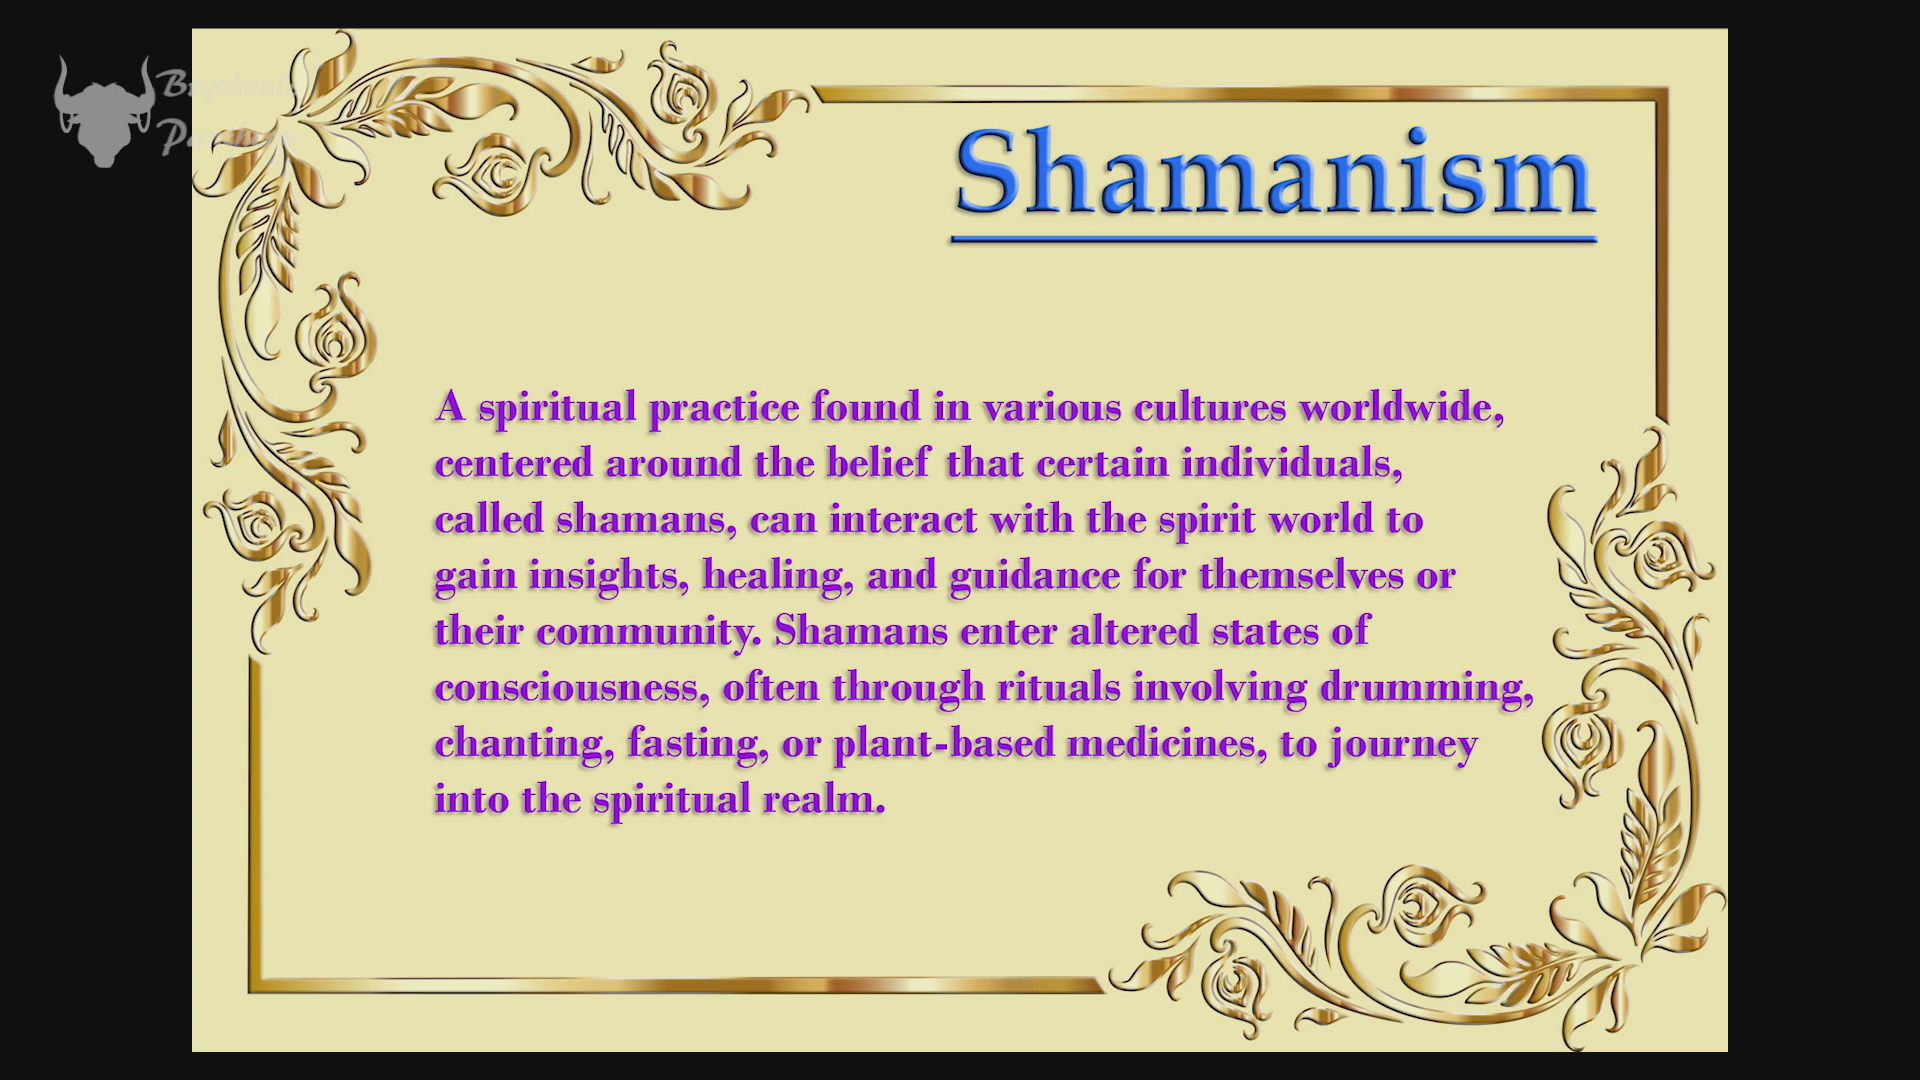 Shamanism
A spiritual practice found in various cultures worldwide,
centered around the belief that certain individuals,
called shamans, can interact with the spirit world to
gain insights, healing, and guidance for themselves or
their community. Shamans enter altered states of
consciousness, often through rituals involving drumming,
chanting, fasting, or plant-based medicines, to journey
into the spiritual realm.